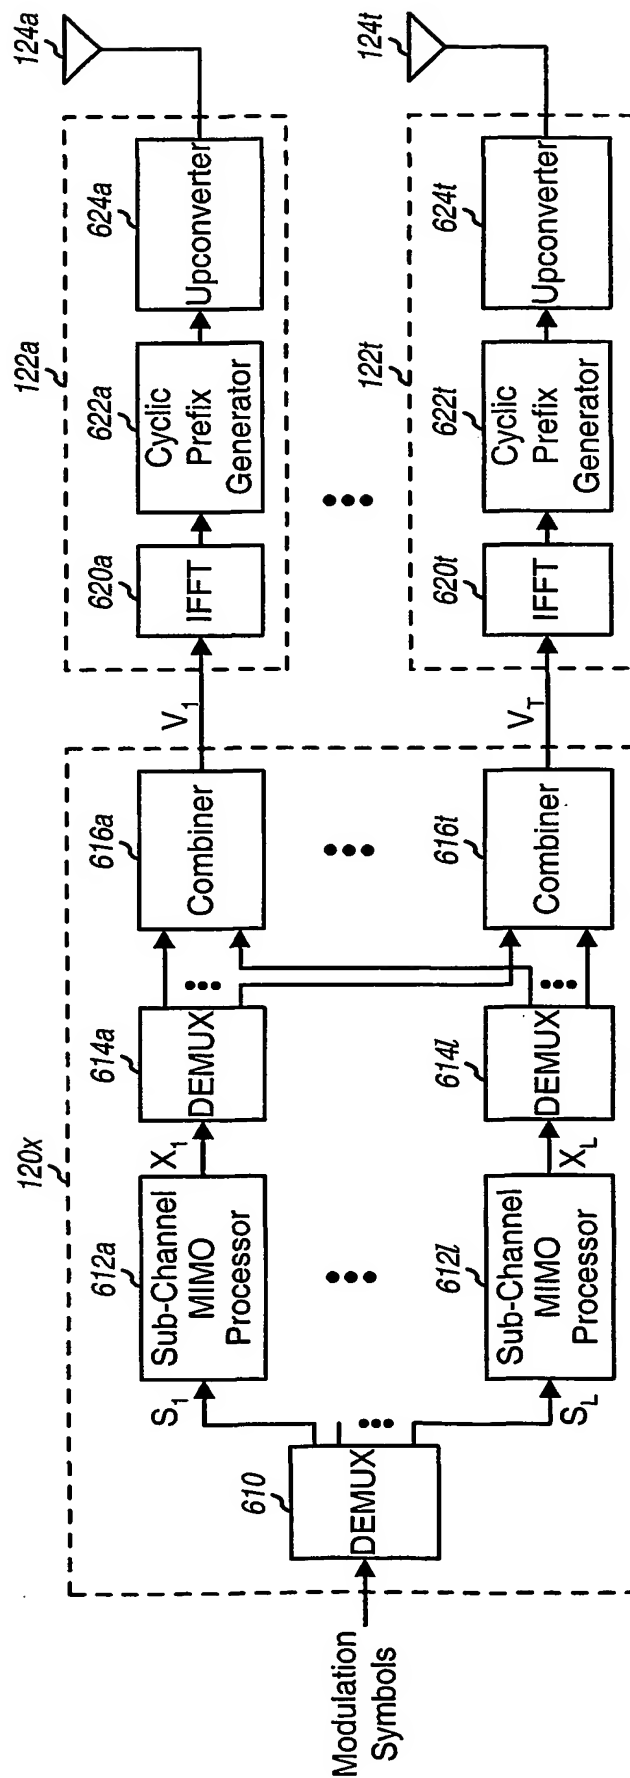 Modulation
Symbols
120x
610
DEMUX
S1
SL
612a
Sub-Channel
MIMO
Processor
612l
Sub-Channel
MIMO
Processor
X1
XL
614a
DEMUX
614l
DEMUX
616a
Combiner
616t
Combiner
V1
VT
122a
620a
IFFT
622a
Cyclic
Prefix
Generator
624a
Upconverter
124a
122t
620t
IFFT
622t
Cyclic
Prefix
Generator
624t
Upconverter
124t